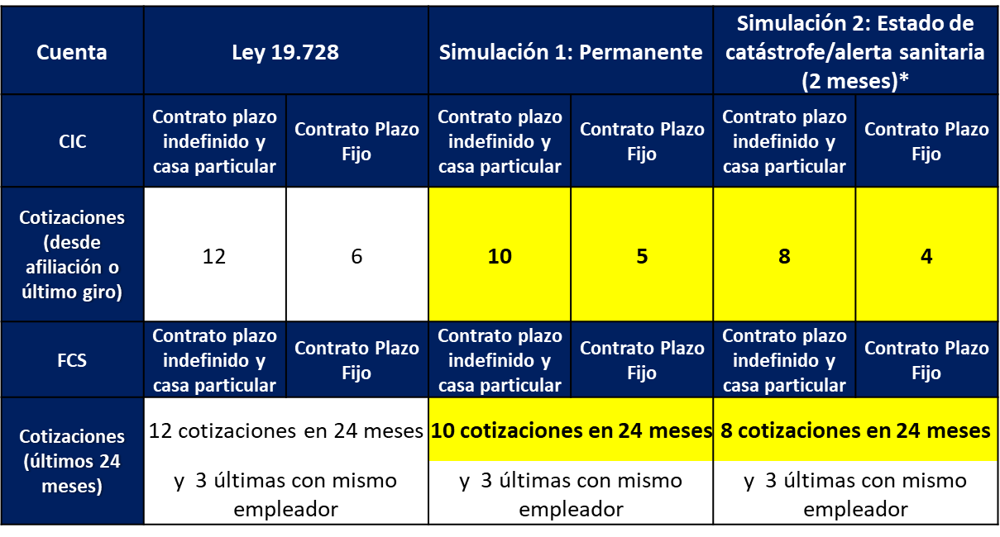 Cuenta
Ley 19.728
Simulación 1: Permanente
Simulación 2: Estado de
catástrofe/alerta sanitaria
(2 meses)*
CIC
Contrato plazo
indefinido y
casa particular
Contrato Plazo
Fijo
Contrato plazo
indefinido y
casa particular
Contrato Plazo
Fijo
Contrato plazo
indefinido y
casa particular
Contrato Plazo
Fijo
Cotizaciones
(desde
afiliación o
último giro)
12
6
10
5
8
4
FCS
Contrato plazo
indefinido y
casa particular
Contrato Plazo
Fijo
Contrato plazo
indefinido y
casa particular
Contrato Plazo
Fijo
Contrato plazo
indefinido y
casa particular
Contrato Plazo
Fijo
Cotizaciones
(últimos 24
meses)
12 cotizaciones en 24 meses
y 3 últimas con mismo
empleador
10 cotizaciones en 24 meses
y 3 últimas con mismo
empleador
8 cotizaciones en 24 meses
y 3 últimas con mismo
empleador